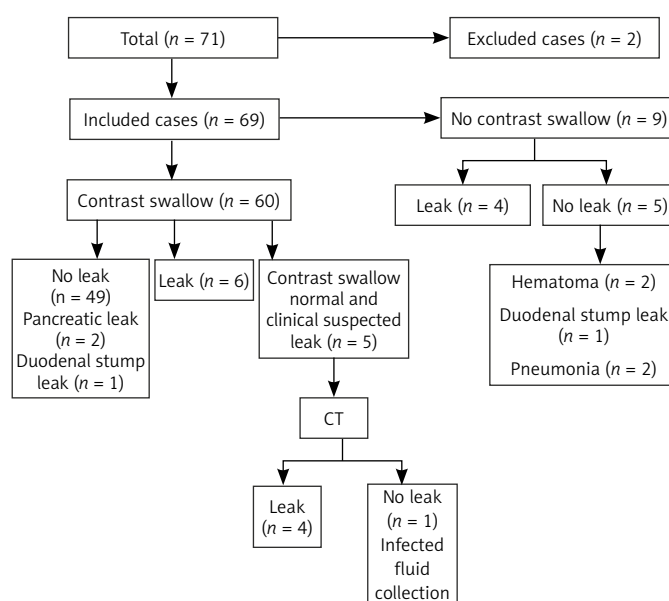 Total (n = 71)
Excluded cases (n = 2)
Included cases (n = 69)
No contrast swallow (n = 9)
Contrast swallow (n = 60)
Leak (n = 4)
No leak (n = 5)
No leak
(n = 49)
Pancreatic leak
(n = 2)
Duodenal stump
leak (n = 1)
Leak (n = 6)
Contrast swallow
normal and
clinical suspected
leak (n = 5)
Hematoma (n = 2)
Duodenal stump leak
(n = 1)
Pneumonia (n = 2)
CT
Leak
(n = 4)
No leak
(n = 1)
Infected
fluid
collection